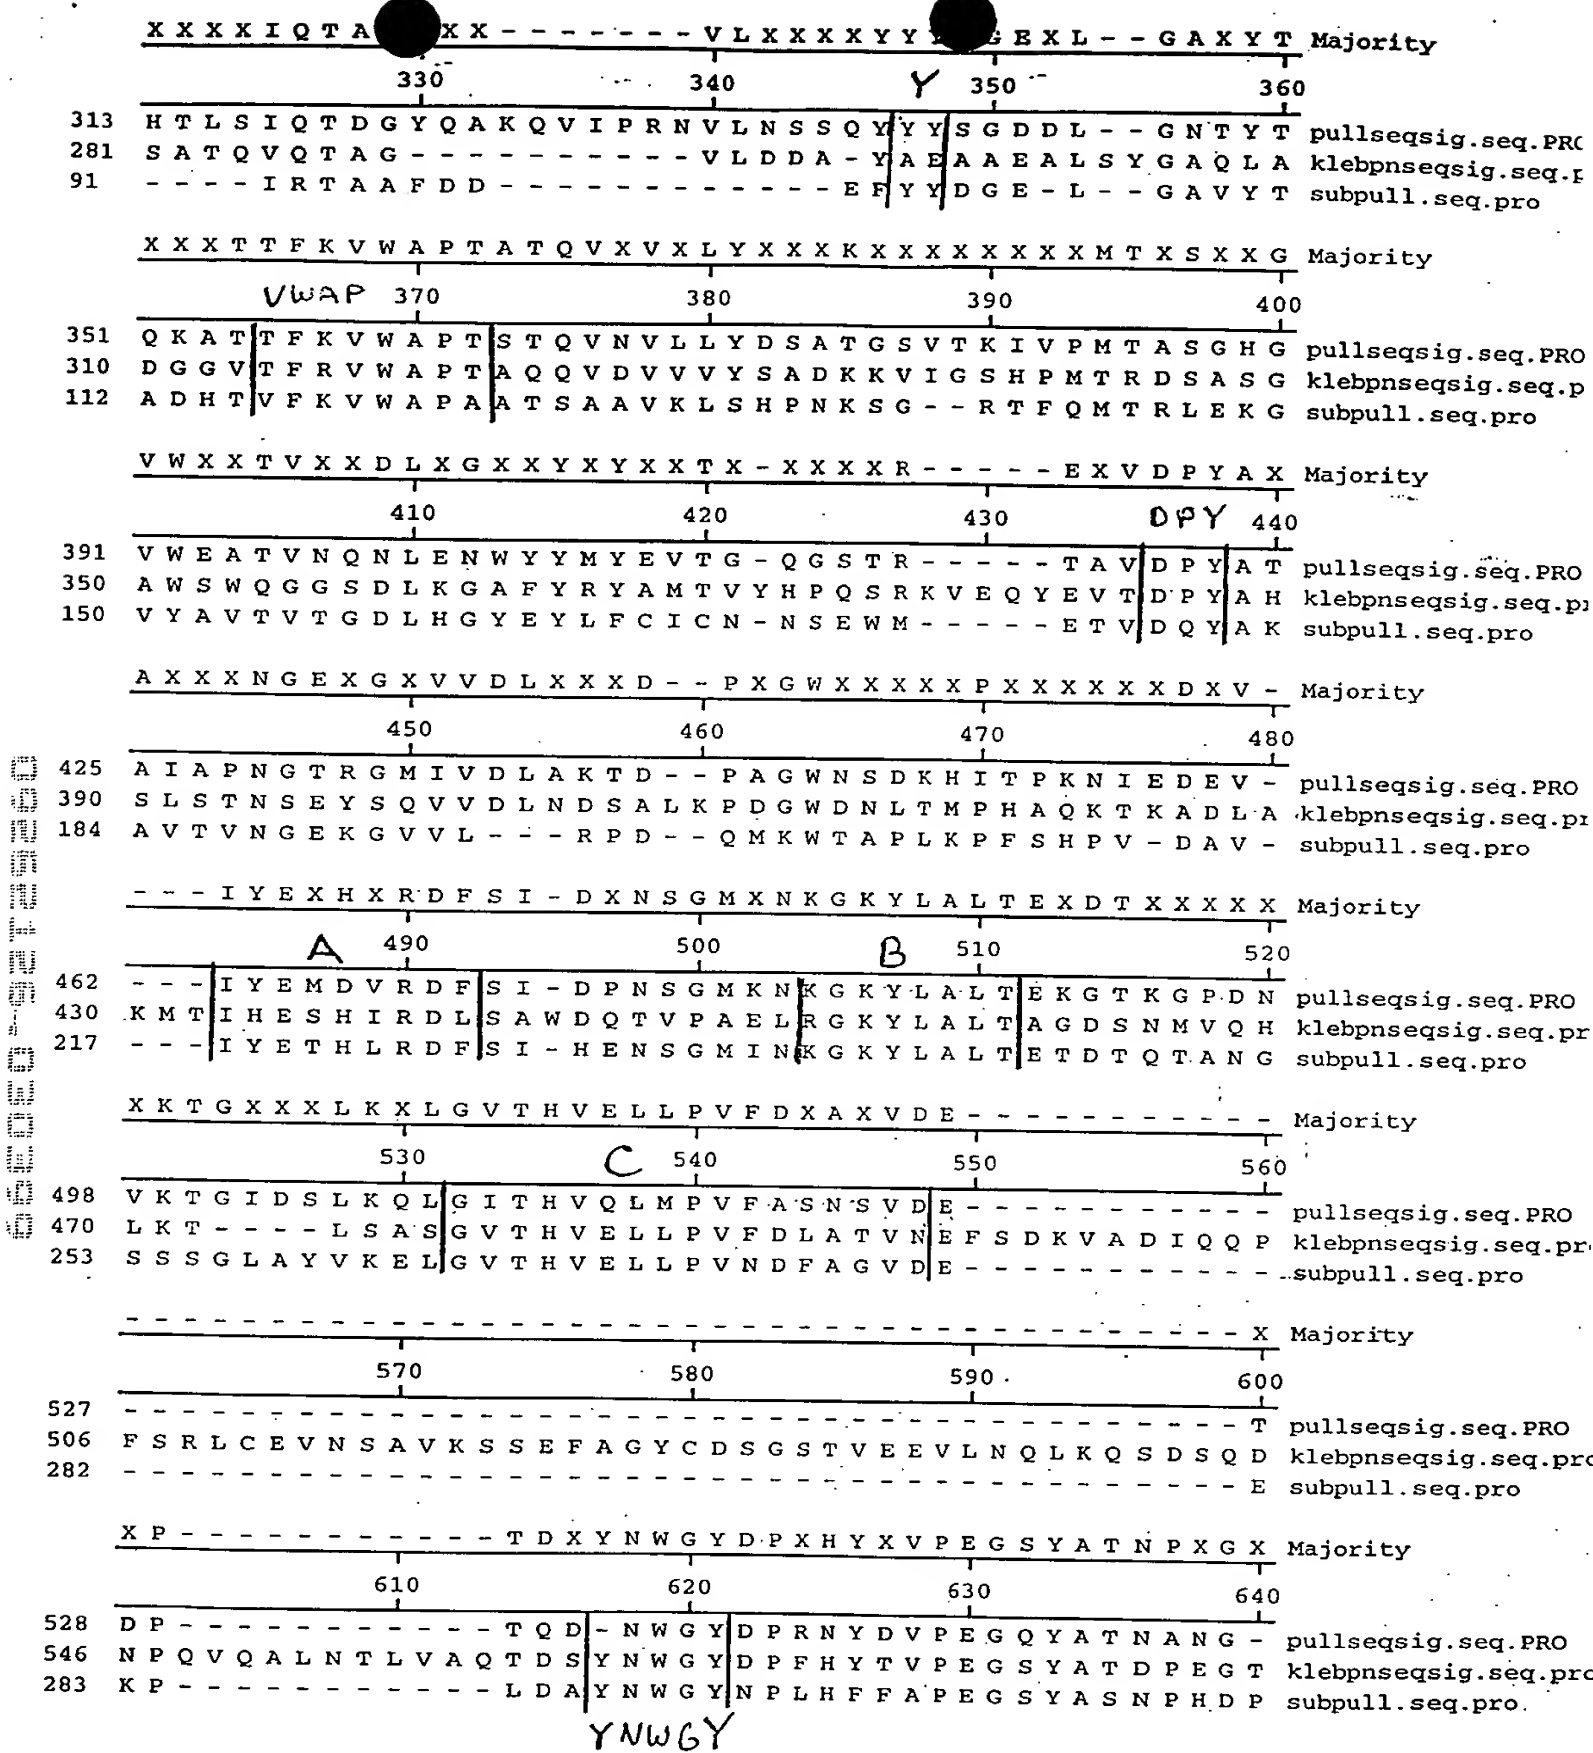 X X X X I Q T A X X - - - - - - - V L X X X X Y Y G E X L - - G A X Y T Majority
330 340 Y 350 360
313 H T L S I Q T D G Y Q A K Q V I P R N V L N S S Q Y Y Y S G D D L - - G N T Y T pullseqsig.seq.PRO
281 S A T Q V Q T A G - - - - - - - - - - V L D D A - Y A E A A E A L S Y G A Q L A klebpnseqsig.seq.p
91 - - - - I R T A A F D D - - - - - - - - - - - - E F Y Y D G E - L - - G A V Y T subpull.seq.pro
X X X T T F K V W A P T A T Q V X V X L Y X X X K X X X X X X X X M T X S X X G Majority
VWAP 370 380 390 400
351 Q K A T T F K V W A P T S T Q V N V L L Y D S A T G S V T K I V P M T A S G H G pullseqsig.seq.PRO
310 D G G V T F R V W A P T A Q Q V D V V V Y S A D K K V I G S H P M T R D S A S G klebpnseqsig.seq.p
112 A D H T V F K V W A P A A T S A A V K L S H P N K S G - - R T F Q M T R L E K G subpull.seq.pro
V W X X T V X X D L X G X X Y X Y X X T X - X X X X R - - - - - E X V D P Y A X Majority
410 420 430 DPY 440
391 V W E A T V N Q N L E N W Y Y M Y E V T G - Q G S T R - - - - - T A V D P Y A T pullseqsig.seq.PRO
350 A W S W Q G G S D L K G A F Y R Y A M T V Y H P Q S R K V E Q Y E V T D P Y A H klebpnseqsig.seq.pr
150 V Y A V T V T G D L H G Y E Y L F C I C N - N S E W M - - - - - E T V D Q Y A K subpull.seq.pro
A X X X N G E X G X V V D L X X X D - - P X G W X X X X X P X X X X X X D X V - Majority
450 460 470 480
425 A I A P N G T R G M I V D L A K T D - - P A G W N S D K H I T P K N I E D E V - pullseqsig.seq.PRO
390 S L S T N S E Y S Q V V D L N D S A L K P D G W D N L T M P H A Q K T K A D L A klebpnseqsig.seq.pr
184 A V T V N G E K G V V L - - - R P D - - Q M K W T A P L K P F S H P V - D A V - subpull.seq.pro
- - - I Y E X H X R D F S I - D X N S G M X N K G K Y L A L T E X D T X X X X X Majority
A 490 500 B 510 520
462 - - - I Y E M D V R D F S I - D P N S G M K N K G K Y L A L T E K G T K G P D N pullseqsig.seq.PRO
430 K M T I H E S H I R D L S A W D Q T V P A E L R G K Y L A L T A G D S N M V Q H klebpnseqsig.seq.pr
217 - - - I Y E T H L R D F S I - H E N S G M I N K G K Y L A L T E T D T Q T A N G subpull.seq.pro
X K T G X X X L K X L G V T H V E L L P V F D X A X V D E - - - - - - - - - - - Majority
530 C 540 550 560
498 V K T G I D S L K Q L G I T H V Q L M P V F A S N S V D E - - - - - - - - - - - pullseqsig.seq.PRO
470 L K T - - - - L S A S G V T H V E L L P V F D L A T V N E F S D K V A D I Q Q P klebpnseqsig.seq.pr
253 S S S G L A Y V K E L G V T H V E L L P V N D F A G V D E - - - - - - - - - - - subpull.seq.pro
- - - - - - - - - - - - - - - - - - - - - - - - - - - - - - - - - - - - - - - X Majority
570 580 590 600
527 - - - - - - - - - - - - - - - - - - - - - - - - - - - - - - - - - - - - - - - T pullseqsig.seq.PRO
506 F S R L C E V N S A V K S S E F A G Y C D S G S T V E E V L N Q L K Q S D S Q D klebpnseqsig.seq.pro
282 - - - - - - - - - - - - - - - - - - - - - - - - - - - - - - - - - - - - - - - E subpull.seq.pro
X P - - - - - - - - - - - T D X Y N W G Y D P X H Y X V P E G S Y A T N P X G X Majority
610 620 630 640
528 D P - - - - - - - - - - - T Q D - N W G Y D P R N Y D V P E G Q Y A T N A N G - pullseqsig.seq.PRO
546 N P Q V Q A L N T L V A Q T D S Y N W G Y D P F H Y T V P E G S Y A T D P E G T klebpnseqsig.seq.pro
283 K P - - - - - - - - - - - L D A Y N W G Y N P L H F F A P E G S Y A S N P H D P subpull.seq.pro
YNWGY